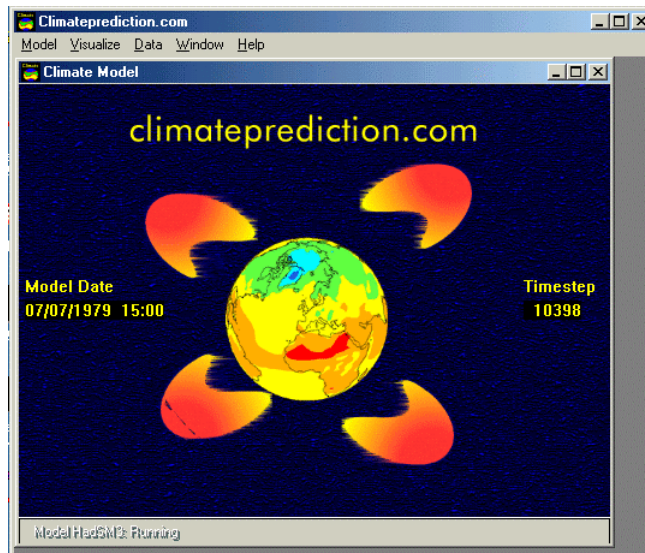 Climateprediction.com
Model Visualize Data Window Help
Climate Model
climateprediction.com
Model Date
07/07/1979 15:00
Timestep
10398
Model HadSM3: Running